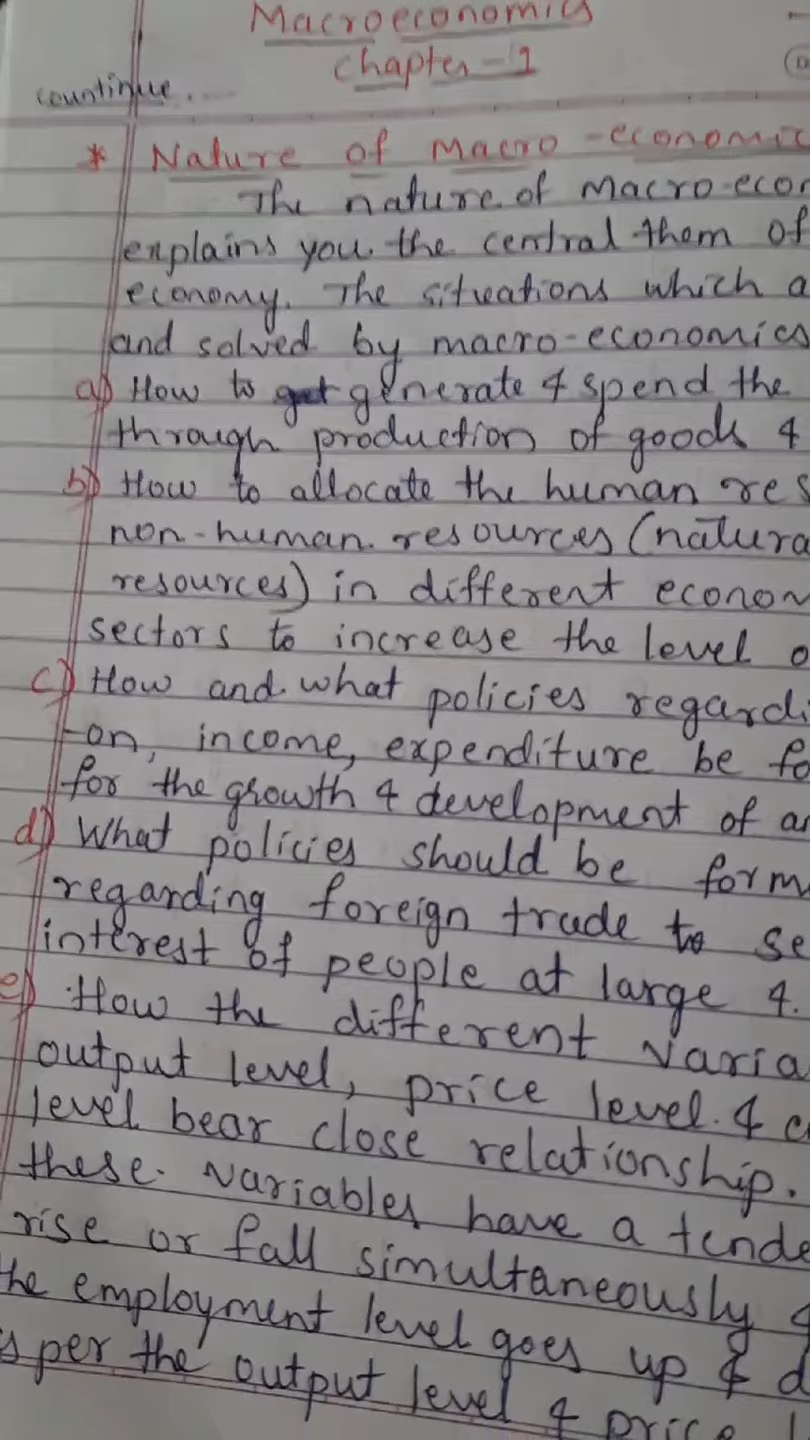 Macroeconomics
Chapter-1
countinue....
* Nature of Macro-economic
The nature of Macro-econ
explains you the central them of
economy. The situations which a
and solved by macro-economics
a) How to generate & spend the
through production of goods &
b) How to allocate the human res
non-human resources (natura
resources) in different econom
sectors to increase the level o
c) How and what policies regardi
-on, income, expenditure be fo
for the growth & development of an
d) What policies should be form
regarding foreign trade to se
interest of people at large &.
e) How the different Varia
output level, price level. &
level bear close relationship.
these variables have a tende
rise or fall simultaneously &
the employment level goes up & d
s per the output level & price l